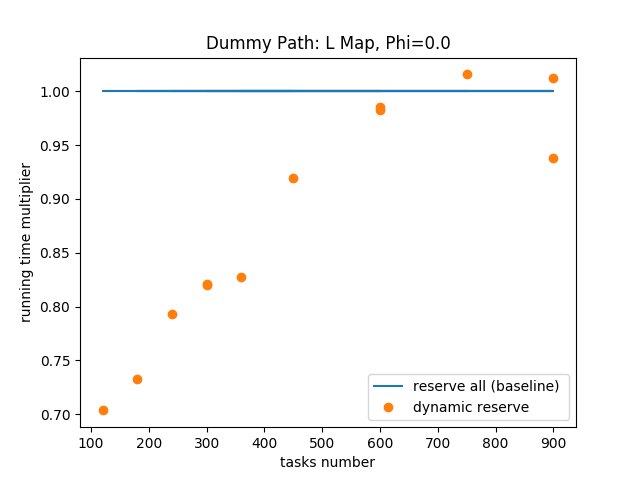 Dummy Path: L Map, Phi=0.0
running time multiplier
1.00
0.95
0.90
0.85
0.80
0.75
0.70
100 200 300 400 500 600 700 800 900
tasks number
reserve all (baseline)
dynamic reserve